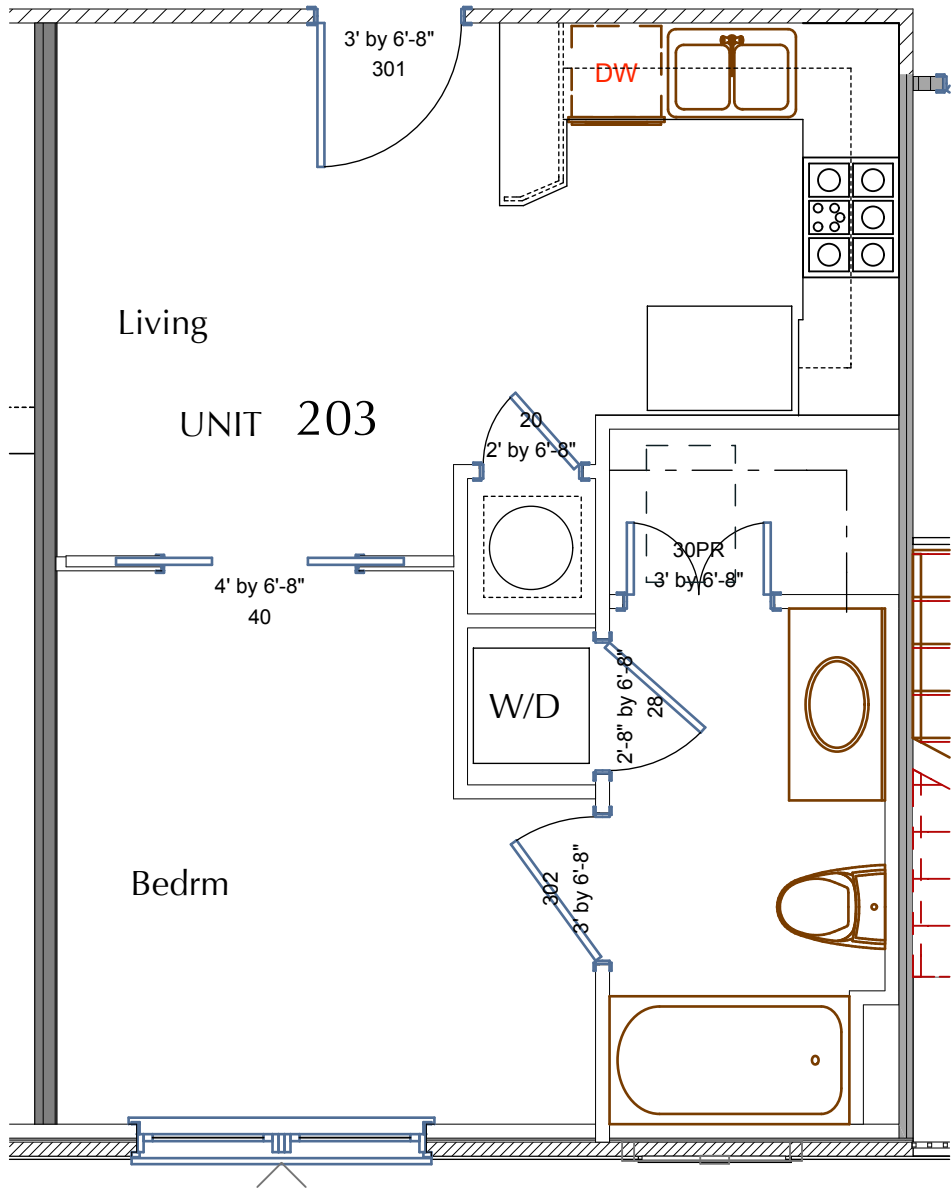 3' by 6'-8"
301
DW
Living
UNIT 203
20
2' by 6'-8"
30PR
3' by 6'-8"
4' by 6'-8"
40
2'-8" by 6'-8"
28
W/D
Bedrm
302
3' by 6'-8"